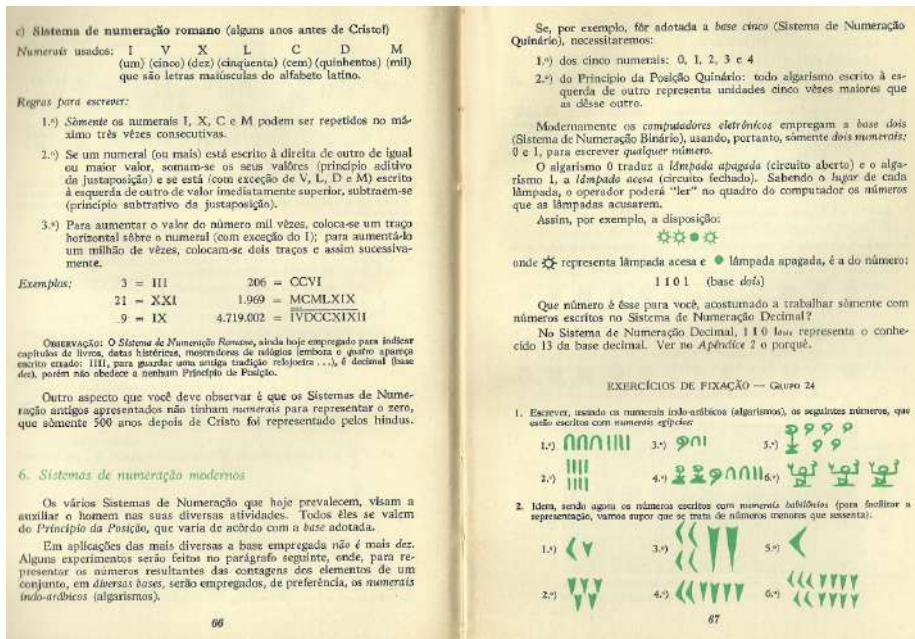 c) Sistema de numeração romano (alguns anos antes de Cristo!)
Numerais usados: I V X L C D M
(um) (cinco) (dez) (cinqüenta) (cem) (quinhentos) (mil)
que são letras maiúsculas do alfabeto latino.
Regras para escrever:
1.º) Sòmente os numerais I, X, C e M podem ser repetidos no má-
ximo três vêzes consecutivas.
2.º) Se um numeral (ou mais) está escrito à direita de outro de igual
ou maior valor, somam-se os seus valôres (princípio aditivo
da justaposição) e se está (com exceção de V, L, D e M) escrito
à esquerda de outro de valor imediatamente superior, subtraem-se
(princípio subtrativo da justaposição).
3.º) Para aumentar o valor do número mil vêzes, coloca-se um traço
horizontal sôbre o numeral (com exceção do I); para aumentá-lo
um milhão de vêzes, colocam-se dois traços e assim sucessiva-
mente.
Exemplos: 3 = III 206 = CCVI
21 = XXI 1.969 = MCMLXIX
9 = IX 4.719.002 = IVDCCXIXII
OBSERVAÇÃO: O Sistema de Numeração Romano, ainda hoje empregado para indicar
capítulos de livros, datas históricas, mostradores de relógios (embora o quatro apareça
escrito errado: IIII, para guardar uma antiga tradição relojoeira ...), é decimal (base
dez), porém não obedece a nenhum Princípio de Posição.
Outro aspecto que você deve observar é que os Sistemas de Nume-
ração antigos apresentados não tinham numerais para representar o zero,
que sòmente 500 anos depois de Cristo foi representado pelos hindus.
6. Sistemas de numeração modernos
Os vários Sistemas de Numeração que hoje prevalecem, visam a
auxiliar o homem nas suas diversas atividades. Todos êles se valem
do Princípio da Posição, que varia de acôrdo com a base adotada.
Em aplicações das mais diversas a base empregada não é mais dez.
Alguns experimentos serão feitos no parágrafo seguinte, onde, para re-
presentar os números resultantes das contagens dos elementos de um
conjunto, em diversas bases, serão empregados, de preferência, os numerais
indo-arábicos (algarismos).
66
Se, por exemplo, fôr adotada a base cinco (Sistema de Numeração
Quinário), necessitaremos:
1.º) dos cinco numerais: 0, 1, 2, 3 e 4
2.º) do Princípio da Posição Quinário: todo algarismo escrito à es-
querda de outro representa unidades cinco vêzes maiores que
as dêsse outro.
Modernamente os computadores eletrônicos empregam a base dois
(Sistema de Numeração Binário), usando, portanto, sòmente dois numerais:
0 e 1, para escrever qualquer número.
O algarismo 0 traduz a lâmpada apagada (circuito aberto) e o alga-
rismo 1, a lâmpada acesa (circuito fechado). Sabendo o lugar de cada
lâmpada, o operador poderá "ler" no quadro do computador os números
que as lâmpadas acusarem.
Assim, por exemplo, a disposição:
onde representa lâmpada acesa e lâmpada apagada, é a do número:
1 1 0 1 (base dois)
Que número é êsse para você, acostumado a trabalhar sòmente com
números escritos no Sistema de Numeração Decimal?
No Sistema de Numeração Decimal, 1 1 0 representa o conhe-
cido 13 da base decimal. Ver no Apêndice 2 o porquê.
EXERCÍCIOS DE FIXAÇÃO — GRUPO 24
1. Escrever, usando os numerais indo-arábicos (algarismos), os seguintes números, que
estão escritos com numerais egípcios:
1.º) 3.º) 5.º)
2.º) 4.º) 6.º)
2. Idem, sendo agora os números escritos com numerais babilônios (para facilitar a
representação, vamos supor que se trata de números menores que sessenta):
1.º) 3.º) 5.º)
2.º) 4.º) 6.º)
67